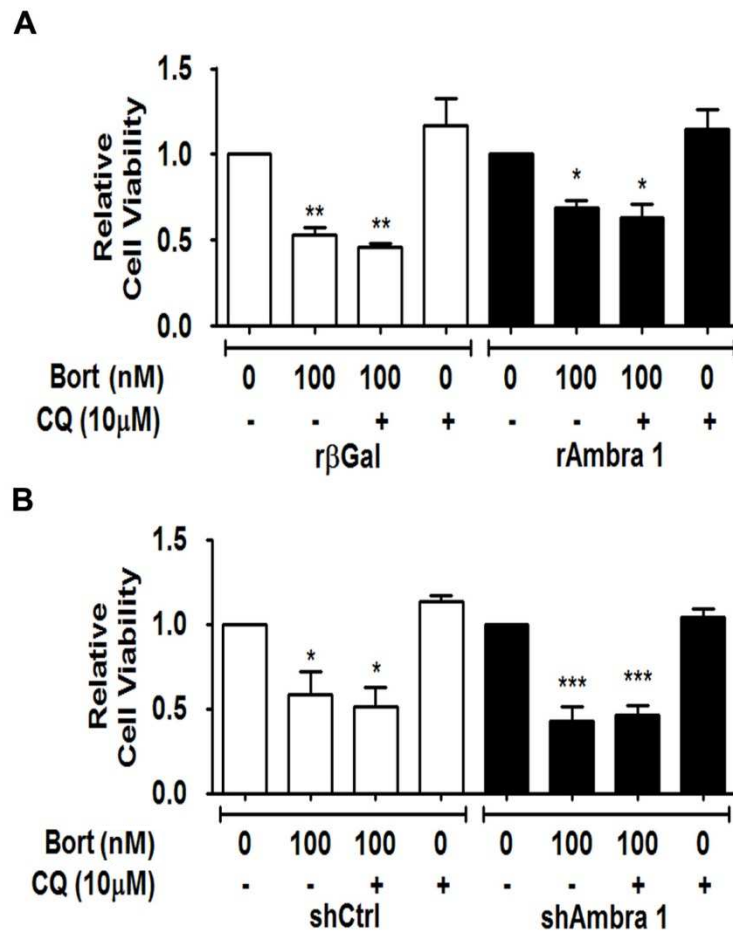 A
Relative
Cell Viability
1.5
1.0
0.5
0.0
** ** * *
Bort (nM) 0 100 100 0 0 100 100 0
CQ (10μM) - - + + - - + +
rβGal rAmbra 1
B
Relative
Cell Viability
1.5
1.0
0.5
0.0
* * *** ***
Bort (nM) 0 100 100 0 0 100 100 0
CQ (10μM) - - + + - - + +
shCtrl shAmbra 1